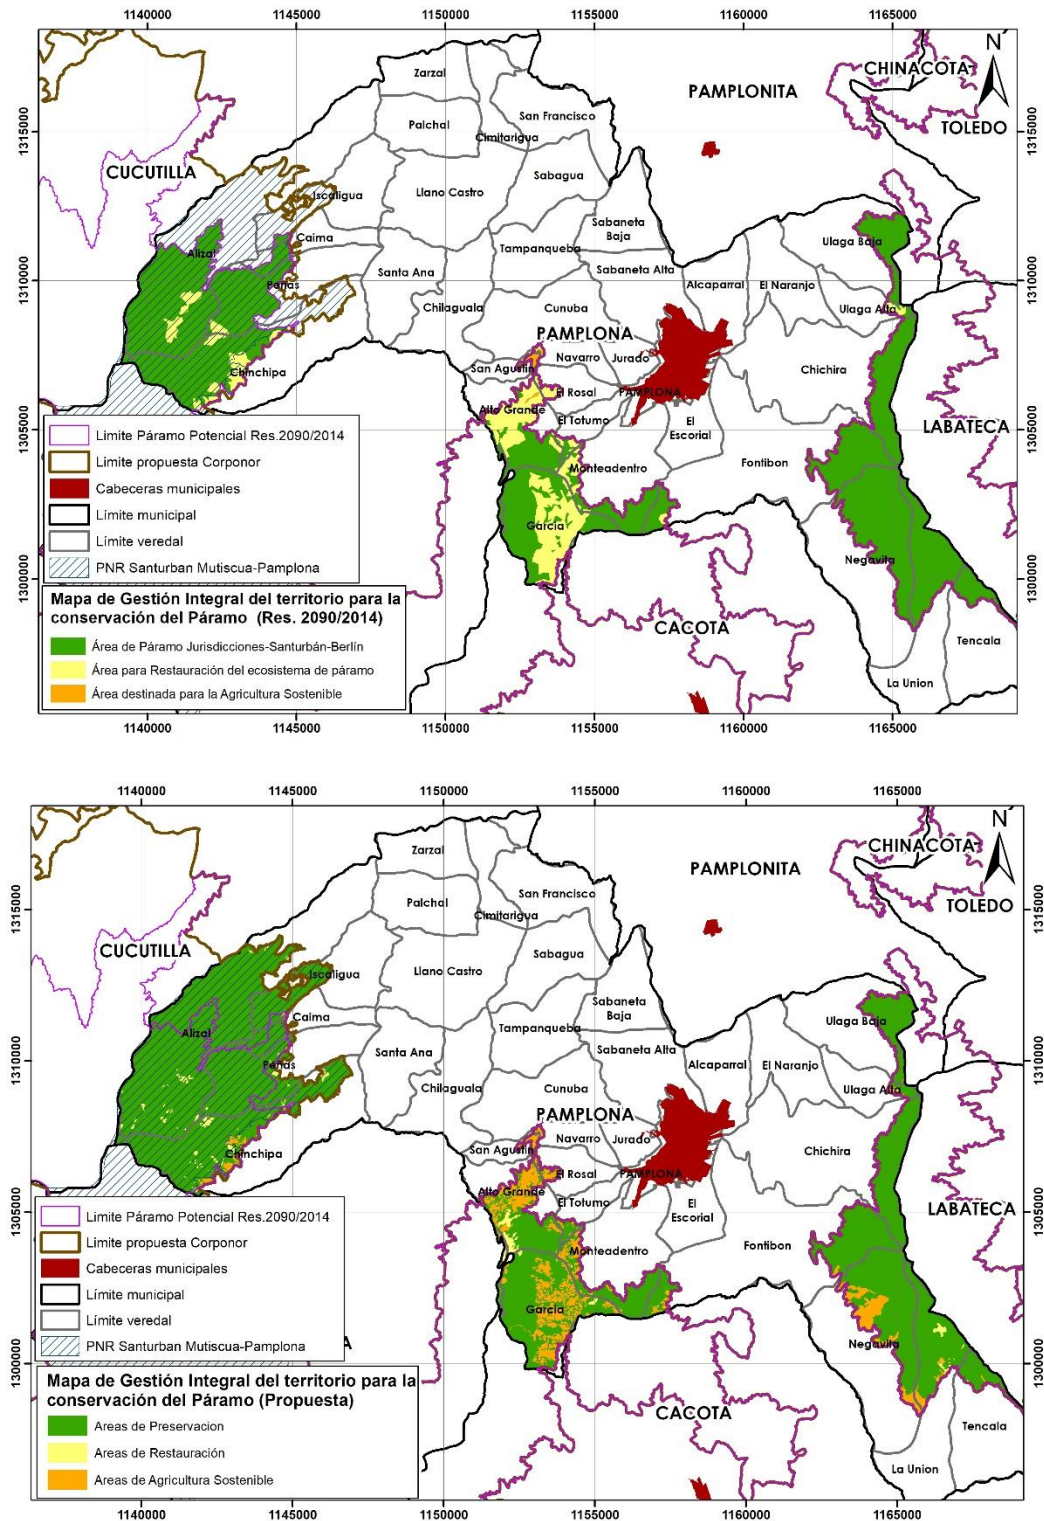 1140000 1145000 1150000 1155000 1160000 1165000
N
CHINACOTA
PAMPLONITA
TOLEDO
Zarzal
San Francisco
Palchal
Cimitarigua
1315000 1315000
CUCUTILLA
Iscaligua
Llano Castro
Sabagua
Caima
Sabaneta
Baja
Tampanqueba
Ulaga Baja
Alizal
Santa Ana
Sabaneta Alta
1310000 1310000
Peñas
Alcaparral
El Naranjo
Chilaguala
Cunuba
Ulaga Alta
PAMPLONA
Chinchipa
San Agustin
Navarro
Jurado
Chichira
El Rosal
PAMPLONA
Alto Grande
El Totumo
El
Escorial
LABATECA
1305000 1305000
Monteadentro
Fontibon
García
Negavita
1300000 1300000
CACOTA
Tencala
La Union
Limite Páramo Potencial Res.2090/2014
Limite propuesta Corponor
Cabeceras municipales
Límite municipal
Límite veredal
PNR Santurban Mutiscua-Pamplona
Mapa de Gestión Integral del territorio para la
conservación del Páramo (Res. 2090/2014)
Área de Páramo Jurisdicciones-Santurbán-Berlín
Área para Restauración del ecosistema de páramo
Área destinada para la Agricultura Sostenible
1140000 1145000 1150000 1155000 1160000 1165000
1140000 1145000 1150000 1155000 1160000 1165000
N
CHINACOTA
PAMPLONITA
TOLEDO
Zarzal
San Francisco
Palchal
Cimitarigua
1315000 1315000
CUCUTILLA
Iscaligua
Llano Castro
Sabagua
Caima
Sabaneta
Baja
Tampanqueba
Ulaga Baja
Alizal
Santa Ana
Sabaneta Alta
1310000 1310000
Peñas
Alcaparral
El Naranjo
Chilaguala
Cunuba
Ulaga Alta
PAMPLONA
Chinchipa
San Agustin
Navarro
Jurado
Chichira
El Rosal
PAMPLONA
Alto Grande
El Totumo
El
Escorial
LABATECA
1305000 1305000
Monteadentro
Fontibon
García
Negavita
1300000 1300000
CACOTA
Tencala
La Union
Limite Páramo Potencial Res.2090/2014
Limite propuesta Corponor
Cabeceras municipales
Límite municipal
Límite veredal
PNR Santurban Mutiscua-Pamplona
A
Mapa de Gestión Integral del territorio para la
conservación del Páramo (Propuesta)
Areas de Preservacion
Areas de Restauración
Areas de Agricultura Sostenible
1140000 1145000 1150000 1155000 1160000 1165000